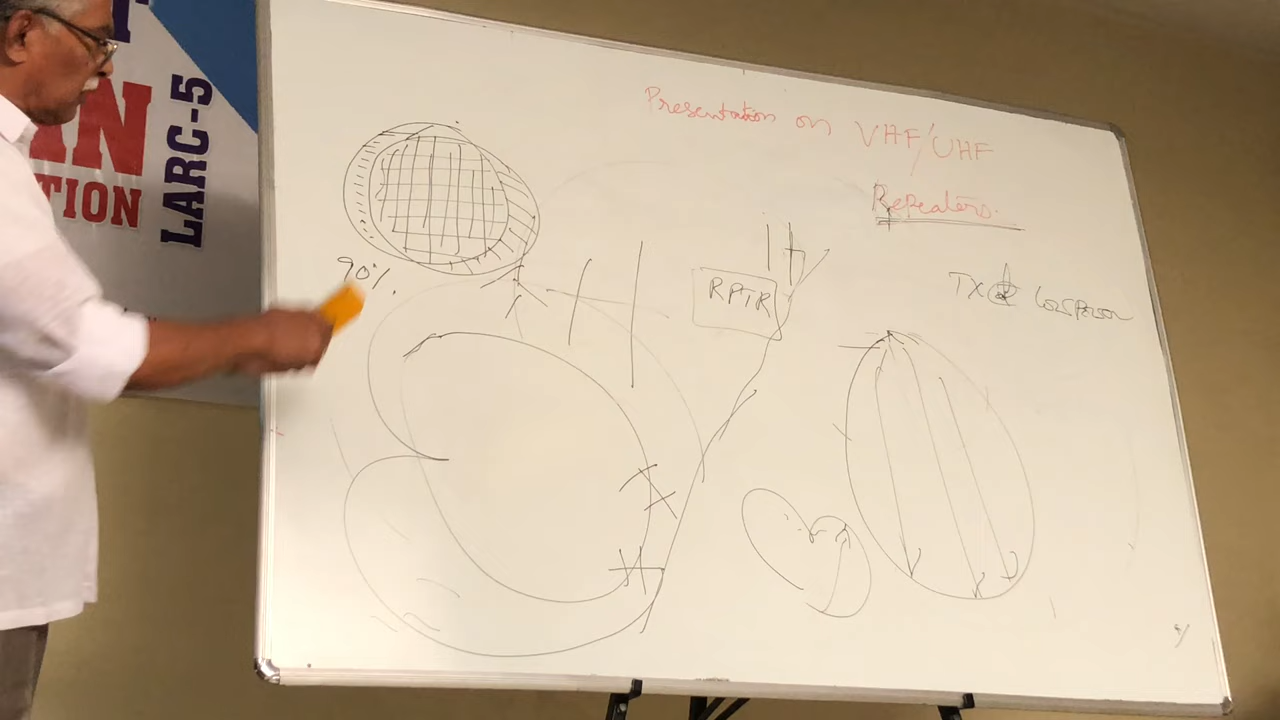 T
AN
TION
LARC-5
Presentation on VHF/UHF
Repeaters.
90%.
RPTR
TX